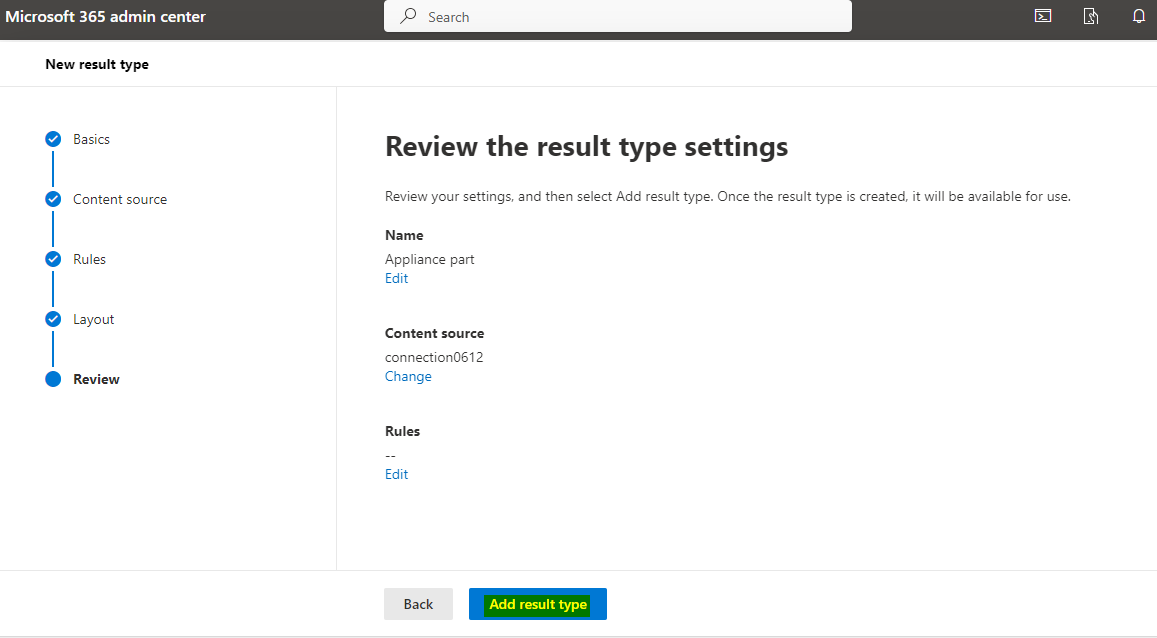 Microsoft 365 admin center
Search
New result type
Basics
Content source
Rules
Layout
Review
Review the result type settings
Review your settings, and then select Add result type. Once the result type is created, it will be available for use.
Name
Appliance part
Edit
Content source
connection0612
Change
Rules
--
Edit
Back
Add result type